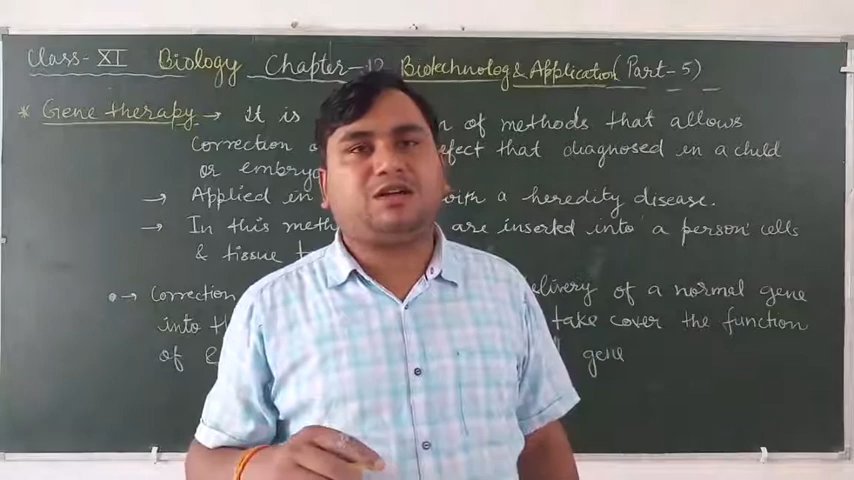 Class-XI Biology Chapter-12 Biotechnology & Application (Part-5)
* Gene therapy → It is of methods that allows
Correction defect that diagnosed in a child
or embryo
→ Applied in with a heredity disease.
→ In this are inserted into a person' cells
& tissue
• → Correction delivery of a normal gene
into take cover the function
of gene